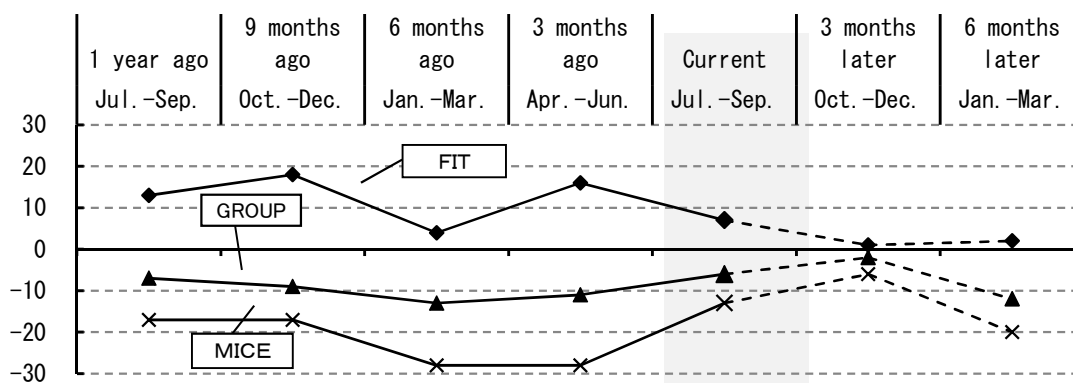 1 year ago
Jul.-Sep.
9 months
ago
Oct.-Dec.
6 months
ago
Jan.-Mar.
3 months
ago
Apr.-Jun.
Current
Jul.-Sep.
3 months
later
Oct.-Dec.
6 months
later
Jan.-Mar.
30
20
10
0
-10
-20
-30
FIT
GROUP
MICE